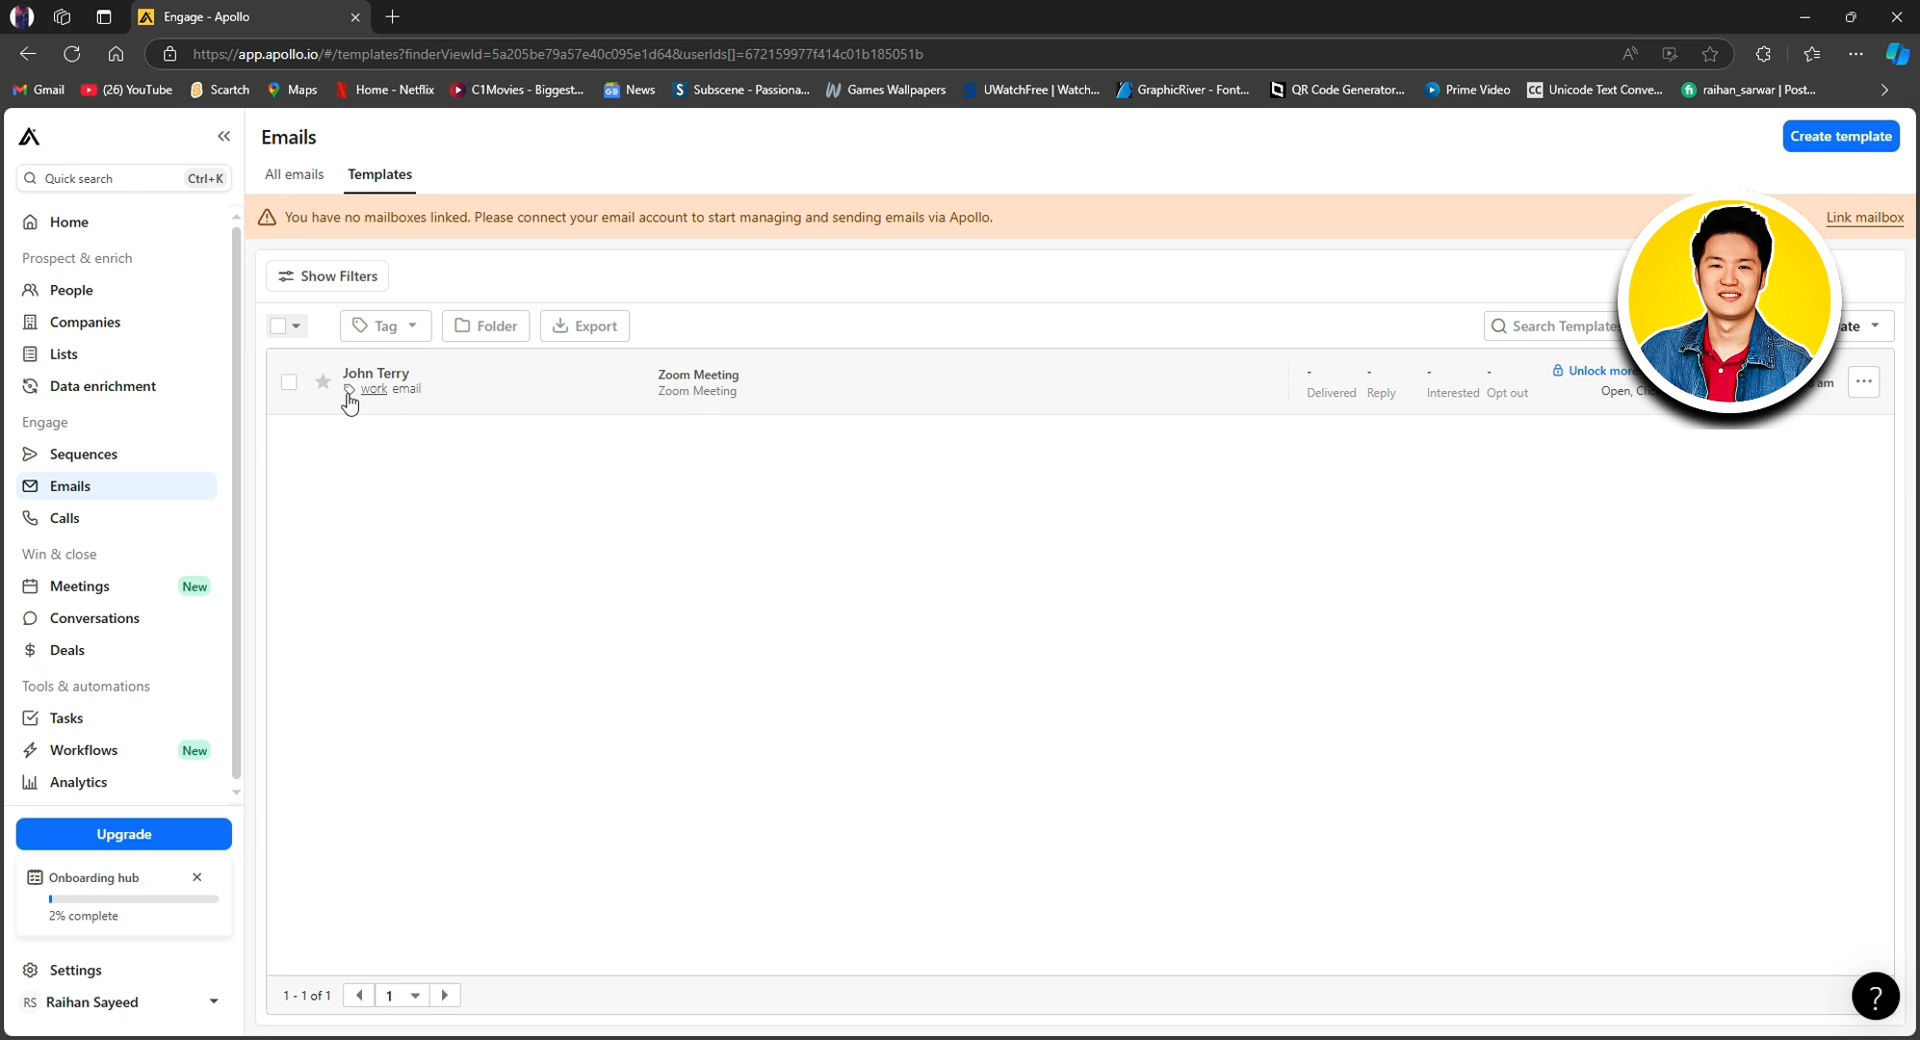 Engage - Apollo
https://app.apollo.io/#/templates?finderViewId=5a205be79a57e40c095e1d64&userIds[]=672159977f414c01b185051b
Gmail (26) YouTube Scartch Maps Home - Netflix C1Movies - Biggest... News Subscene - Passiona... Games Wallpapers UWatchFree | Watch... GraphicRiver - Font... QR Code Generator... Prime Video Unicode Text Conve... raihan_sarwar | Post...
Quick search Ctrl+K
Home
Prospect & enrich
People
Companies
Lists
Data enrichment
Engage
Sequences
Emails
Calls
Win & close
Meetings New
Conversations
Deals
Tools & automations
Tasks
Workflows New
Analytics
Upgrade
Onboarding hub
2% complete
Settings
RS Raihan Sayeed
Emails
Create template
All emails Templates
You have no mailboxes linked. Please connect your email account to start managing and sending emails via Apollo.
Link mailbox
Show Filters
Tag Folder Export Search Template
John Terry
work email
Zoom Meeting
Zoom Meeting
- - - -
Delivered Reply Interested Opt out
Unlock more
Open,
am
1 - 1 of 1 1
?